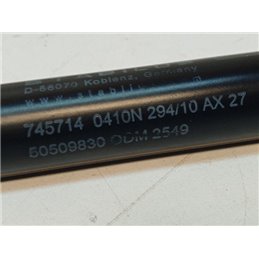 D-56070 Koblenz, Germany
745714 0410N 294/10 AX 27
50509830 ODM 2549